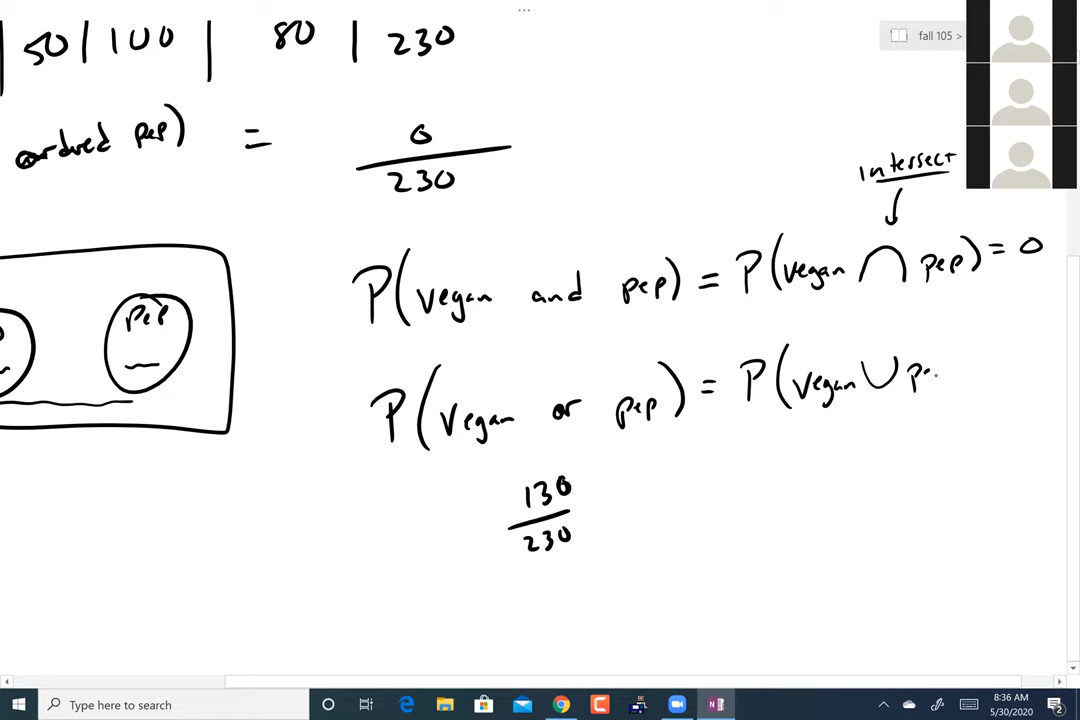 fall 105 >
| 50 | 100 | 80 | 230
ordered pep) = 0/230
intersect
P(vegan and pep) = P(vegan ∩ pep) = 0
pep
P(vegan or pep) = P(vegan ∪ pe
130/230
Type here to search
8:36 AM
5/30/2020
2